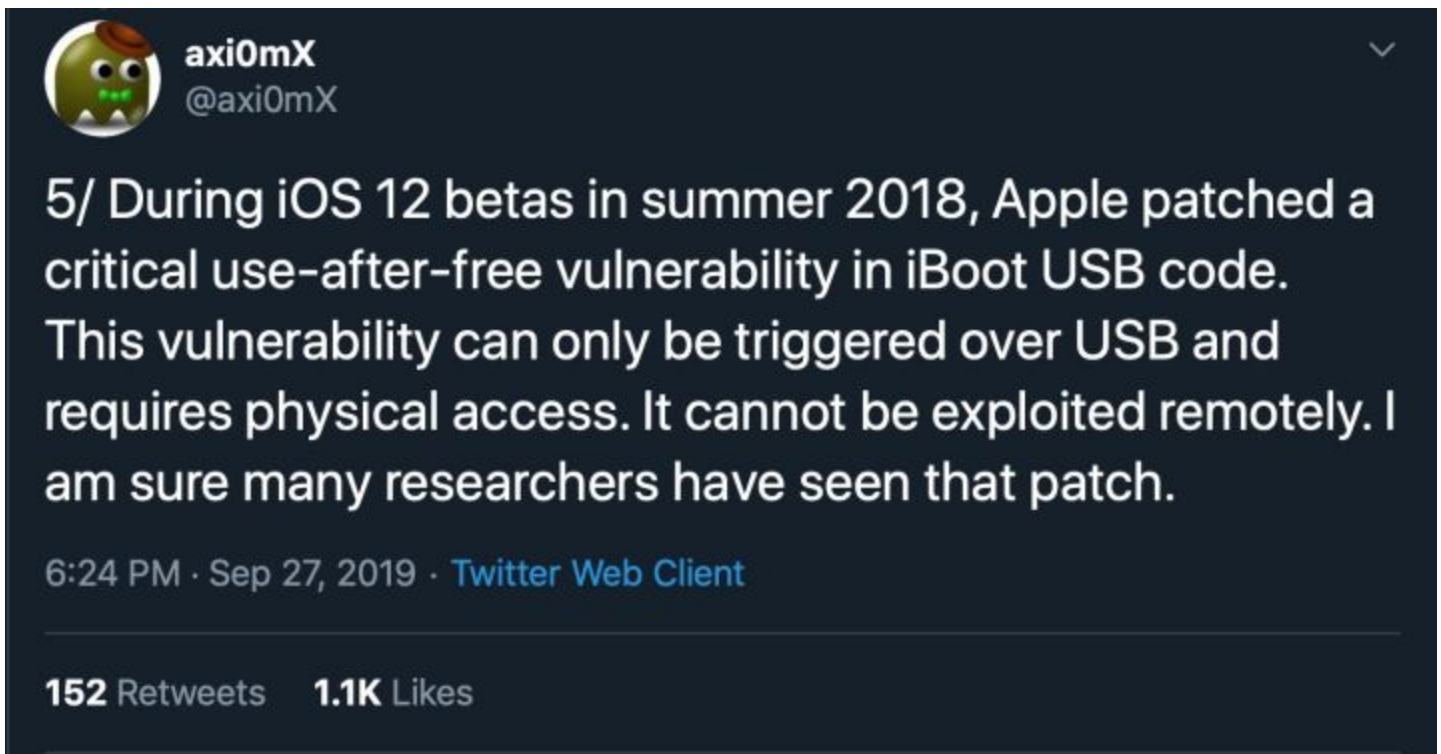 axi0mX
@axi0mX
5/ During iOS 12 betas in summer 2018, Apple patched a
critical use-after-free vulnerability in iBoot USB code.
This vulnerability can only be triggered over USB and
requires physical access. It cannot be exploited remotely. I
am sure many researchers have seen that patch.
6:24 PM · Sep 27, 2019 · Twitter Web Client
152 Retweets 1.1K Likes